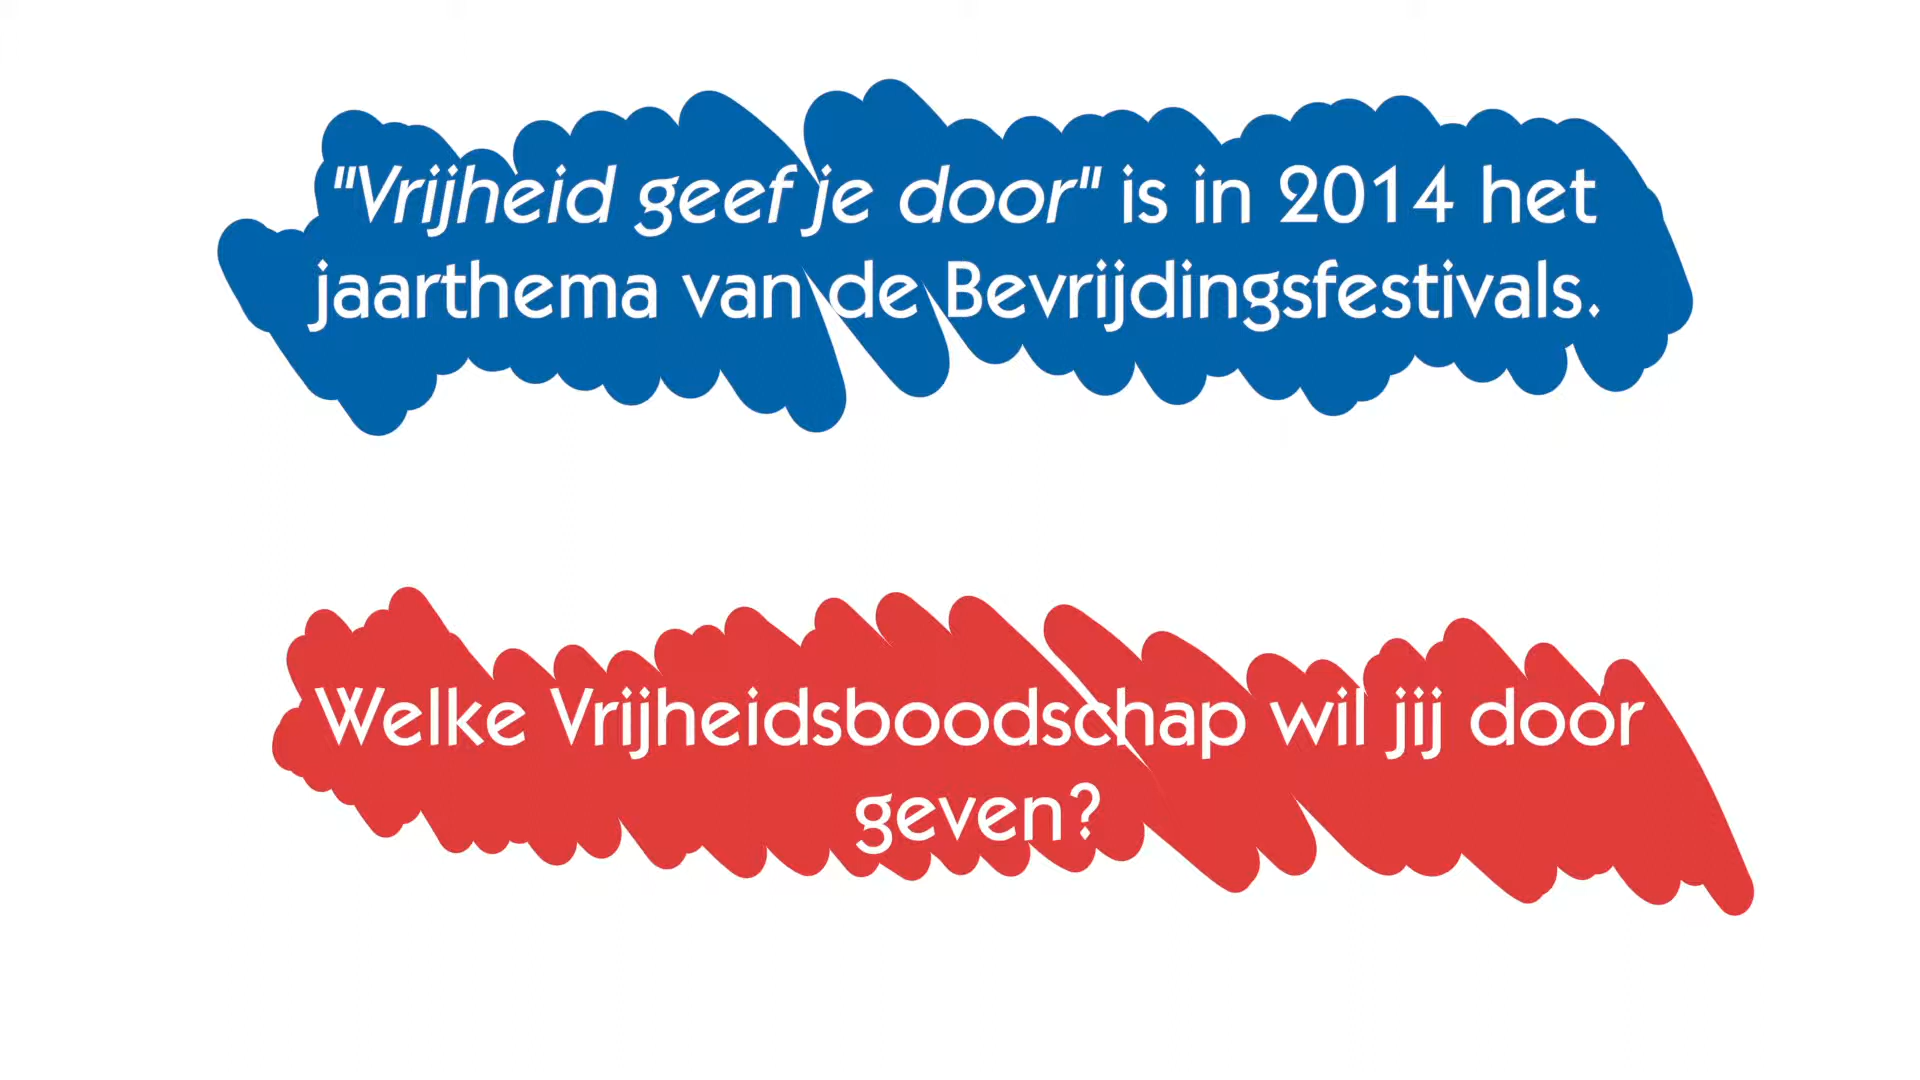 "Vrijheid geef je door" is in 2014 het
jaarthema van de Bevrijdingsfestivals.
Welke Vrijheidsboodschap wil jij door
geven?